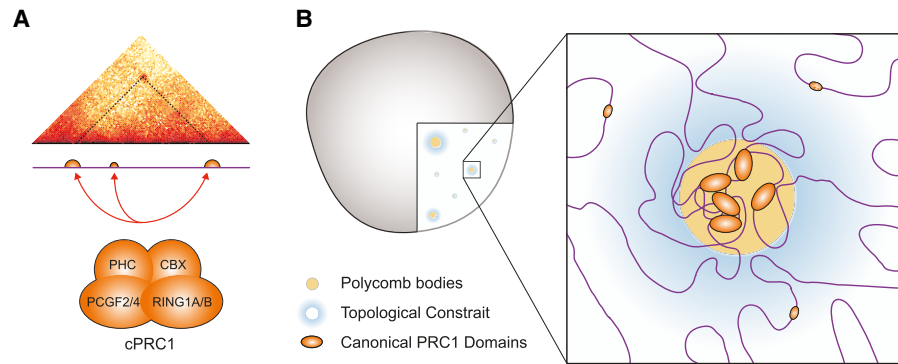 A
B
PHC
CBX
PCGF2/4
RING1A/B
cPRC1
Polycomb bodies
Topological Constrait
Canonical PRC1 Domains